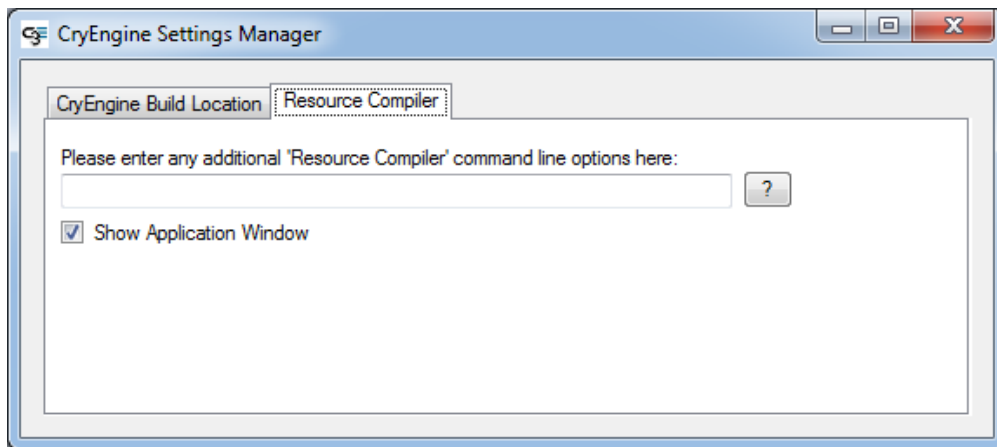 CryEngine Settings Manager
CryEngine Build Location
Resource Compiler
Please enter any additional 'Resource Compiler' command line options here:
?
Show Application Window